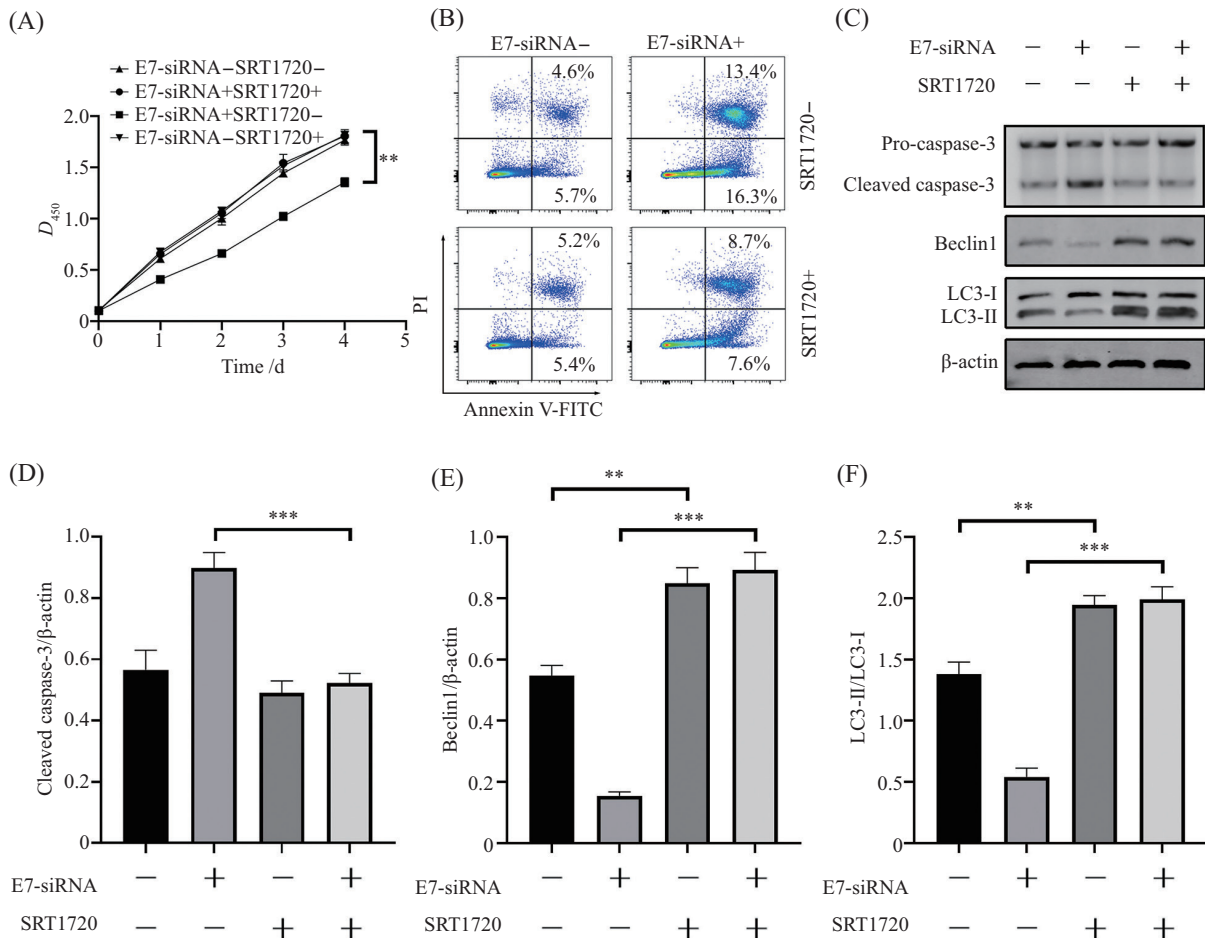 (A)
E7-siRNA−SRT1720−
E7-siRNA+SRT1720+
E7-siRNA+SRT1720−
E7-siRNA−SRT1720+
2.0
1.5
1.0
0.5
0
**
D450
0 1 2 3 4 5
Time /d
(B)
E7-siRNA− E7-siRNA+
4.6% 13.4%
5.7% 16.3%
SRT1720−
5.2% 8.7%
5.4% 7.6%
SRT1720+
PI
Annexin V-FITC
(C)
E7-siRNA − + − +
SRT1720 − − + +
Pro-caspase-3
Cleaved caspase-3
Beclin1
LC3-I
LC3-II
β-actin
(D)
***
1.0
0.8
0.6
0.4
0.2
0
Cleaved caspase-3/β-actin
E7-siRNA − + − +
SRT1720 − − + +
(E)
**
***
1.0
0.8
0.6
0.4
0.2
0
Beclin1/β-actin
E7-siRNA − + − +
SRT1720 − − + +
(F)
**
***
2.5
2.0
1.5
1.0
0.5
0
LC3-II/LC3-I
E7-siRNA − + − +
SRT1720 − − + +